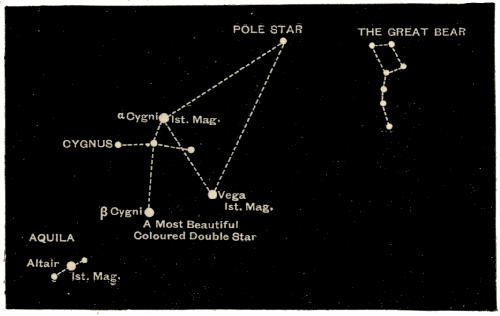 POLE STAR
THE GREAT BEAR
α Cygni
Ist. Mag.
CYGNUS
Vega
Ist. Mag.
β Cygni
A Most Beautiful
Coloured Double Star
AQUILA
Altair
Ist. Mag.